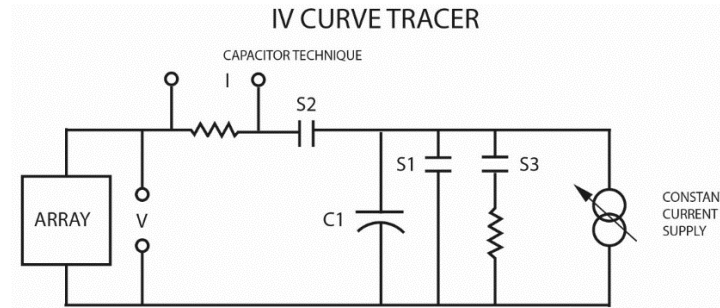 IV CURVE TRACER
CAPACITOR TECHNIQUE
I
S2
S1
S3
ARRAY
V
C1
CONSTAN
CURRENT
SUPPLY